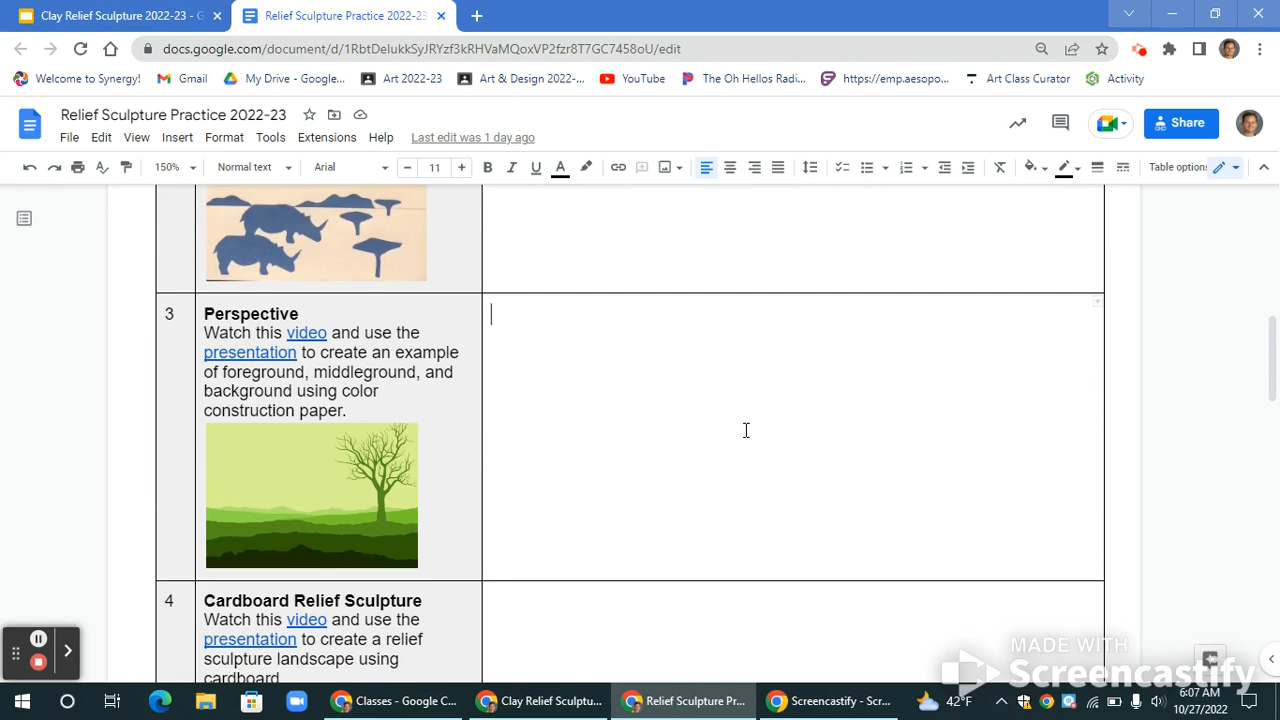 Clay Relief Sculpture 2022-23 - G
Relief Sculpture Practice 2022-23
docs.google.com/document/d/1RbtDelukkSyJRYzf3kRHVaMQoxVP2fzr8T7GC7458oU/edit
Welcome to Synergy!
Gmail
My Drive - Google...
Art 2022-23
Art & Design 2022-...
YouTube
The Oh Hellos Radi...
https://emp.aesopo...
Art Class Curator
Activity
Relief Sculpture Practice 2022-23
File Edit View Insert Format Tools Extensions Help Last edit was 1 day ago
Share
150% Normal text Arial 11 Table options
3
Perspective
Watch this video and use the
presentation to create an example
of foreground, middleground, and
background using color
construction paper.
4
Cardboard Relief Sculpture
Watch this video and use the
presentation to create a relief
sculpture landscape using
cardboard
MADE WITH
Screencastify
Classes - Google C...
Clay Relief Sculptu...
Relief Sculpture Pr...
Screencastify - Scr...
42°F
6:07 AM
10/27/2022